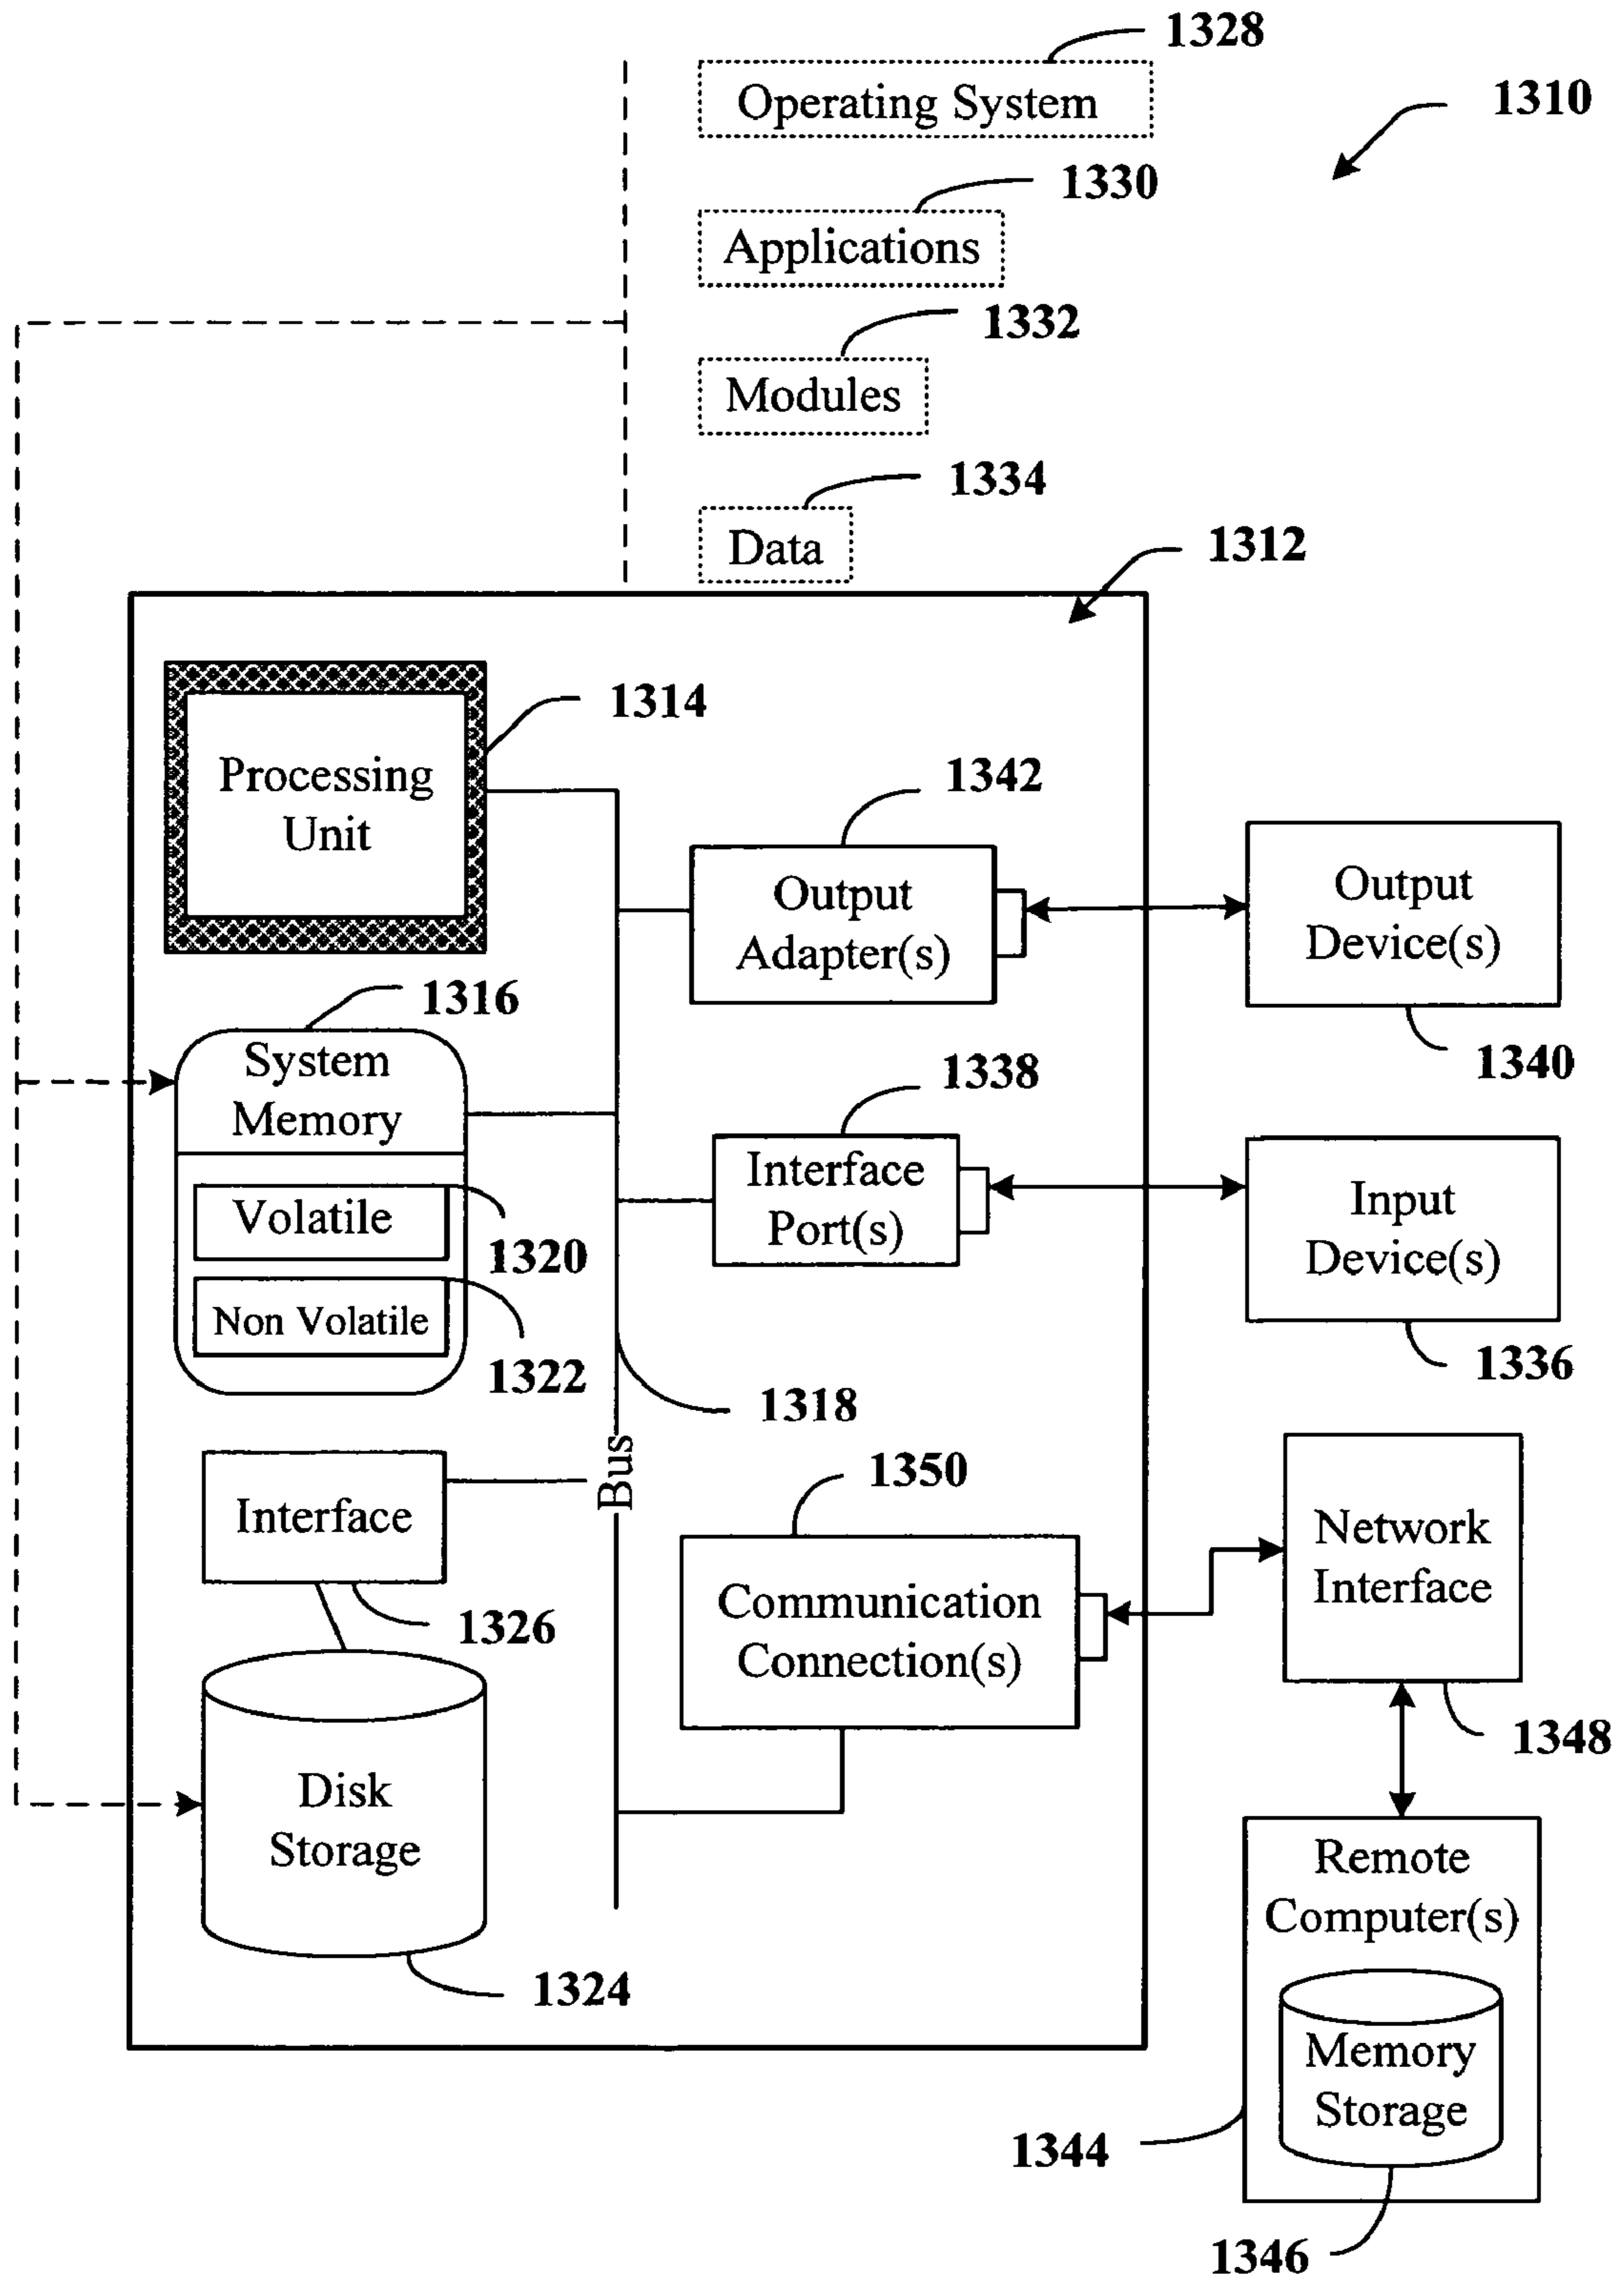 1328
Operating System
1310
1330
Applications
1332
Modules
1334
Data
1312
1314
Processing
Unit
1342
Output
Adapter(s)
Output
Device(s)
1340
1316
System
Memory
1338
Interface
Port(s)
Input
Device(s)
1336
Volatile
1320
Non Volatile
1322
1318
Bus
Interface
1326
1350
Communication
Connection(s)
Network
Interface
1348
Disk
Storage
1324
Remote
Computer(s)
Memory
Storage
1344
1346